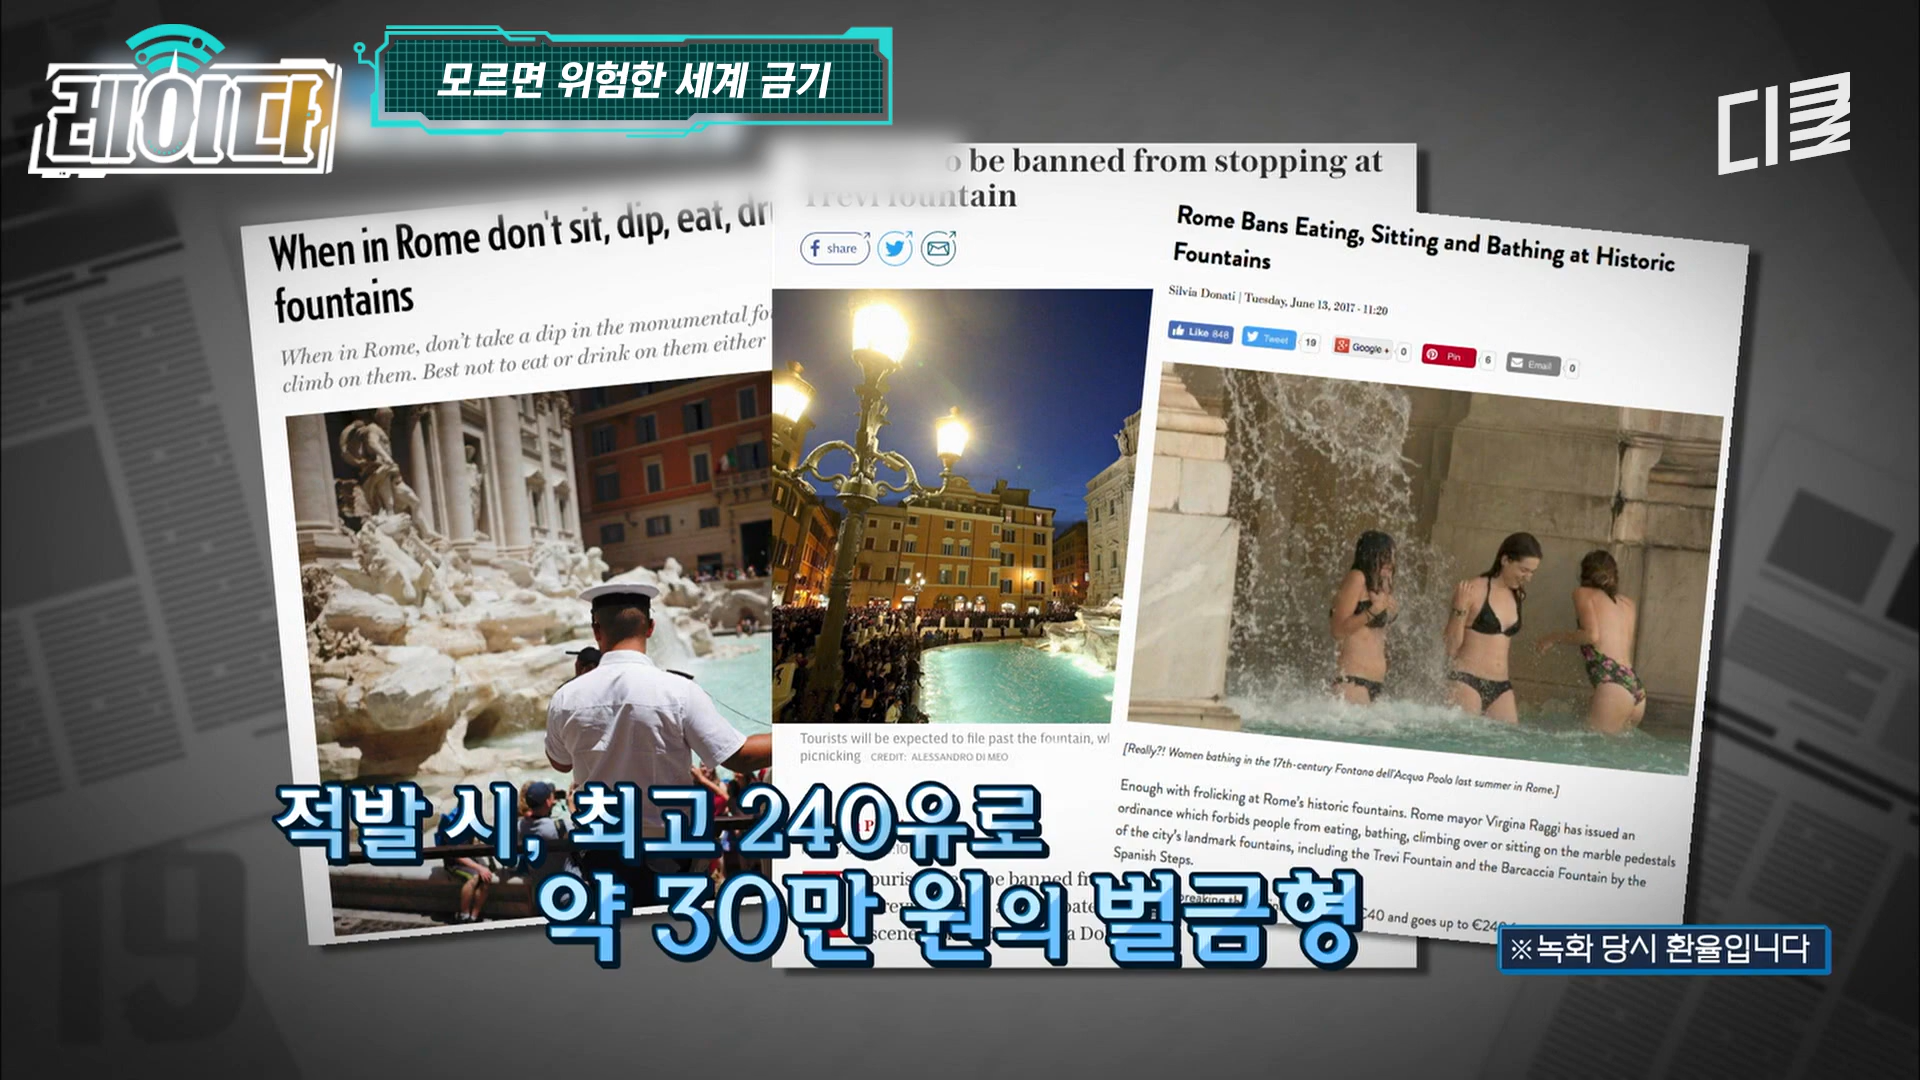 레이다
모르면 위험한 세계 금기
디글
When in Rome don't sit, dip, eat,
fountains
When in Rome, don't take a dip in the monumental
climb on them. Best not to eat or drink on them either
be banned from stopping at
Trevi fountain
share
Tourists will be expected to file past the fountain,
picnicking CREDIT: ALESSANDRO DI MEO
be banned
scene
Rome Bans Eating, Sitting and Bathing at Historic
Fountains
Silvia Donati | Tuesday, June 13, 2017 - 11:20
Like 848 Tweet 19 Google + 0 Pin 6 Email 0
[Really?! Women bathing in the 17th-century Fontana dell'Acqua Paola last summer in Rome.]
Enough with frolicking at Rome's historic fountains. Rome mayor Virgina Raggi has issued an
ordinance which forbids people from eating, bathing, climbing over or sitting on the marble pedestals
of the city's landmark fountains, including the Trevi Fountain and the Barcaccia Fountain by the
Spanish Steps.
€40 and goes up to
적발 시, 최고 240유로
약 30만 원의 벌금형
※녹화 당시 환율입니다